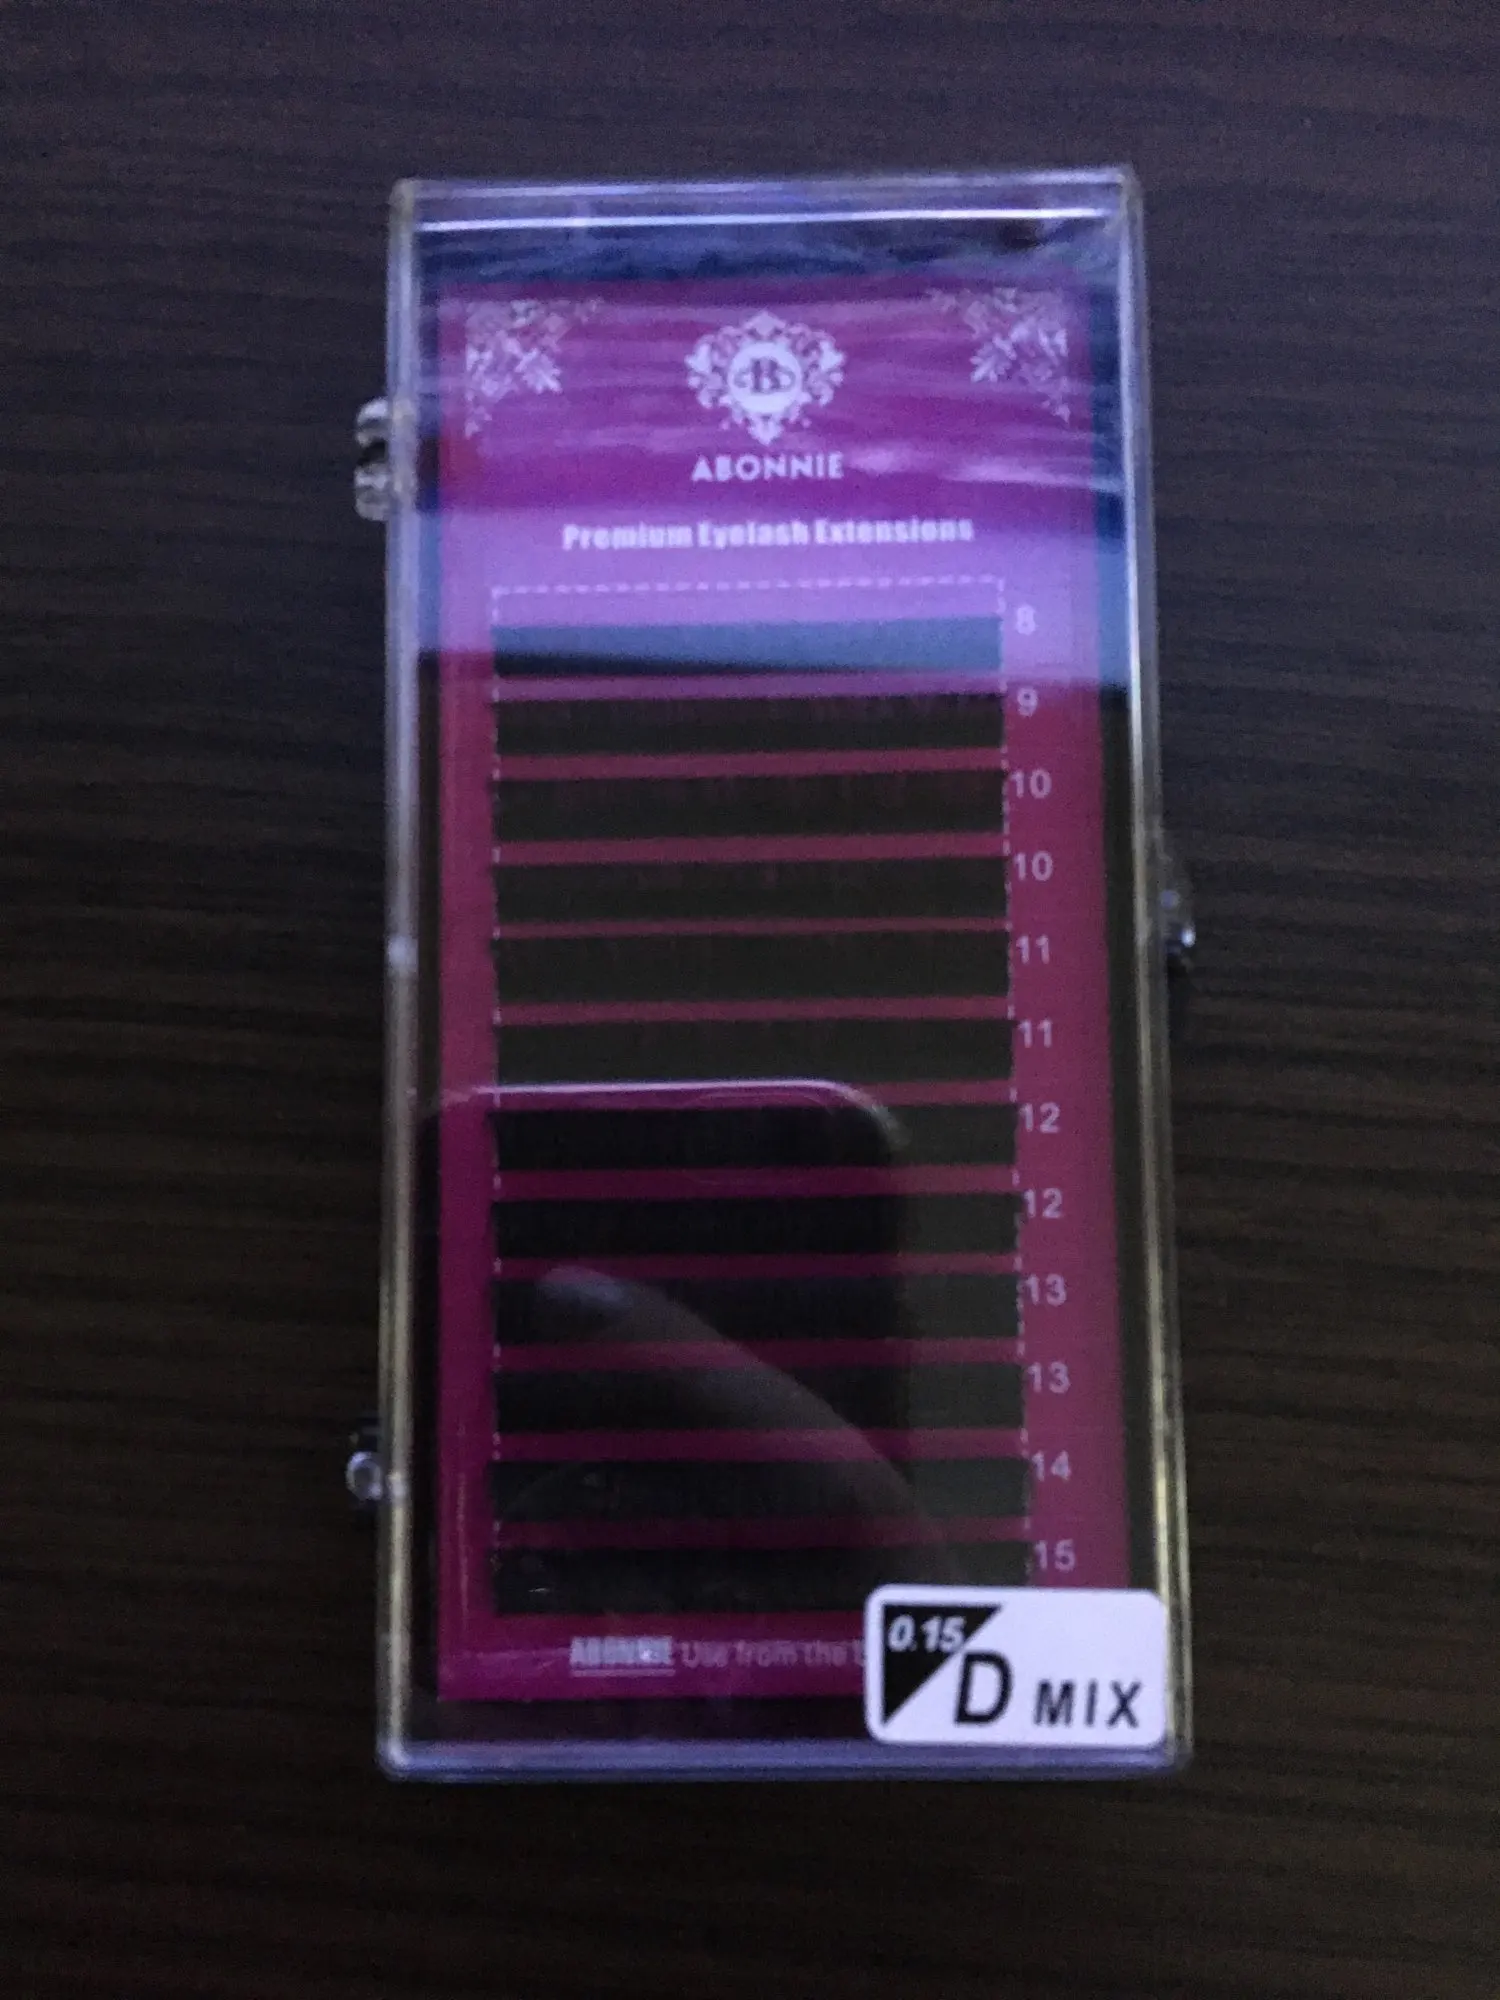 B
ABONNIE
Premium Eyelash Extensions
8
9
10
10
11
11
12
12
13
13
14
15
ABONNIE Use from the
0.15
D MIX